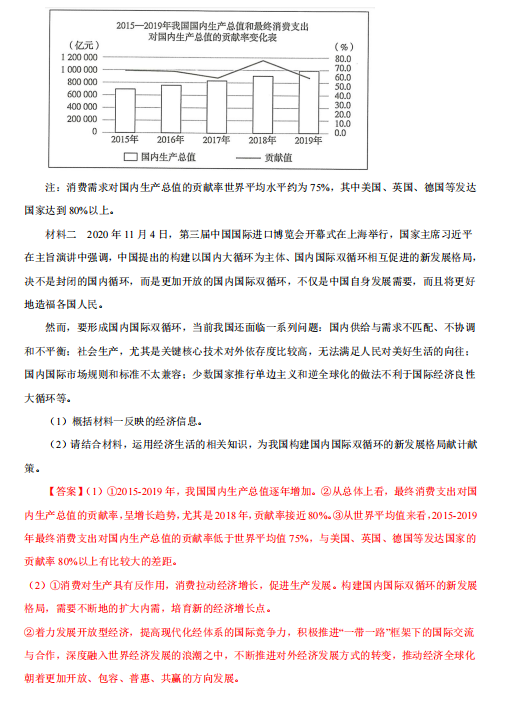 2015—2019年我国国内生产总值和最终消费支出
对国内生产总值的贡献率变化表
(亿元)
(%)
1 200 000
1 000 000
800 000
600 000
400 000
200 000
0
80.0
70.0
60.0
50.0
40.0
30.0
20.0
10.0
0.0
2015年 2016年 2017年 2018年 2019年
国内生产总值 贡献值
注：消费需求对国内生产总值的贡献率世界平均水平约为 75%，其中美国、英国、德国等发达
国家达到 80%以上。
材料二 2020 年 11 月 4 日，第三届中国国际进口博览会开幕式在上海举行，国家主席习近平
在主旨演讲中强调，中国提出的构建以国内大循环为主体、国内国际双循环相互促进的新发展格局，
决不是封闭的国内循环，而是更加开放的国内国际双循环，不仅是中国自身发展需要，而且将更好
地造福各国人民。
然而，要形成国内国际双循环，当前我国还面临一系列问题：国内供给与需求不匹配、不协调
和不平衡；社会生产，尤其是关键核心技术对外依存度比较高，无法满足人民对美好生活的向往；
国内国际市场规则和标准不太兼容；少数国家推行单边主义和逆全球化的做法不利于国际经济良性
大循环等。
（1）概括材料一反映的经济信息。
（2）请结合材料，运用经济生活的相关知识，为我国构建国内国际双循环的新发展格局献计献
策。
【答案】（1）①2015-2019 年，我国国内生产总值逐年增加。②从总体上看，最终消费支出对国
内生产总值的贡献率，呈增长趋势，尤其是 2018 年，贡献率接近 80%。③从世界平均值来看，2015-2019
年最终消费支出对国内生产总值的贡献率低于世界平均值 75%，与美国、英国、德国等发达国家的
贡献率 80%以上有比较大的差距。
（2）①消费对生产具有反作用，消费拉动经济增长，促进生产发展。构建国内国际双循环的新发展
格局，需要不断地的扩大内需，培育新的经济增长点。
②着力发展开放型经济，提高现代化经体系的国际竞争力，积极推进“一带一路”框架下的国际交流
与合作，深度融入世界经济发展的浪潮之中，不断推进对外经济发展方式的转变，推动经济全球化
朝着更加开放、包容、普惠、共赢的方向发展。